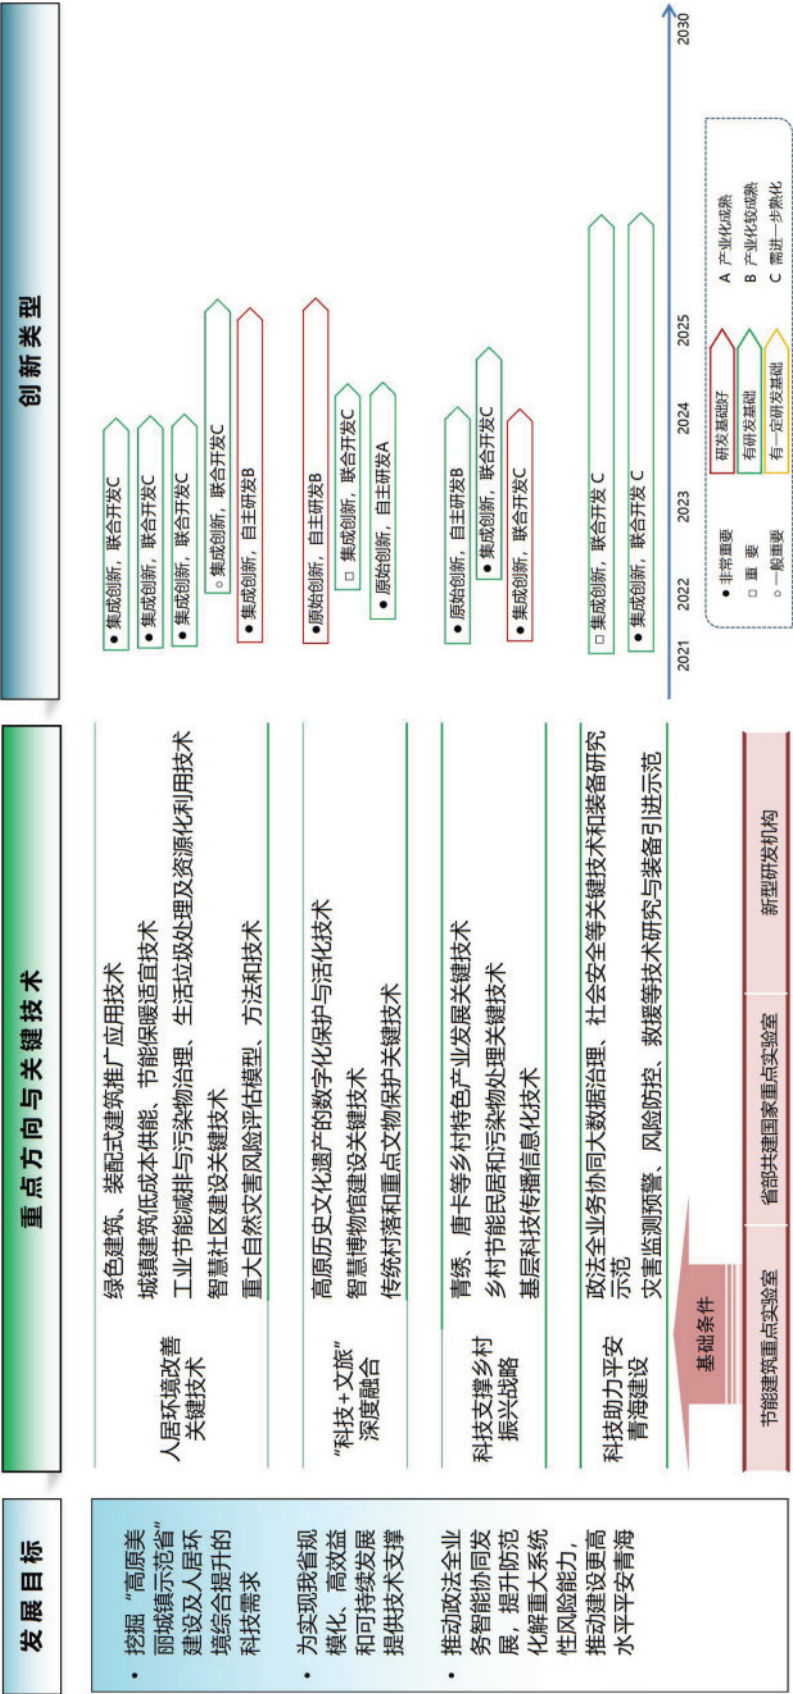 发展目标
• 挖掘“高原美
丽城镇示范省”
建设及人居环
境综合提升的
科技需求
• 为实现我省规
模化、高效益
和可持续发展
提供技术支撑
• 推动政法全业
务智能协同发
展，提升防范
化解重大系统
性风险能力，
推动建设更高
水平平安青海
重点方向与关键技术
人居环境改善
关键技术
绿色建筑、装配式建筑推广应用技术
城镇建筑低成本供能、节能保暖适宜技术
工业节能减排与污染物治理、生活垃圾处理及资源化利用技术
智慧社区建设关键技术
重大自然灾害风险评估模型、方法和技术
“科技+文旅”
深度融合
高原历史文化遗产的数字化保护与活化技术
智慧博物馆建设关键技术
传统村落和重点文物保护关键技术
科技支撑乡村
振兴战略
青绣、唐卡等乡村特色产业发展关键技术
乡村节能民居和污染物处理关键技术
基层科技传播信息化技术
科技助力平安
青海建设
政法全业务协同大数据治理、社会安全等关键技术和装备研究
示范
灾害监测预警、风险防控、救援等技术研究与装备引进示范
基础条件
节能建筑重点实验室
省部共建国家重点实验室
新型研发机构
创新类型
● 集成创新，联合开发C
● 集成创新，联合开发C
● 集成创新，联合开发C
○ 集成创新，联合开发C
● 集成创新，自主研发B
●原始创新，自主研发B
□ 集成创新，联合开发C
● 原始创新，自主研发A
● 原始创新，自主研发B
● 集成创新，联合开发C
● 集成创新，联合开发C
□ 集成创新，联合开发 C
● 集成创新，联合开发 C
2021
2022
2023
2024
2025
2030
● 非常重要
□ 重 要
○ 一般重要
研发基础好
有研发基础
有一定研发基础
A 产业化成熟
B 产业化较成熟
C 需进一步熟化